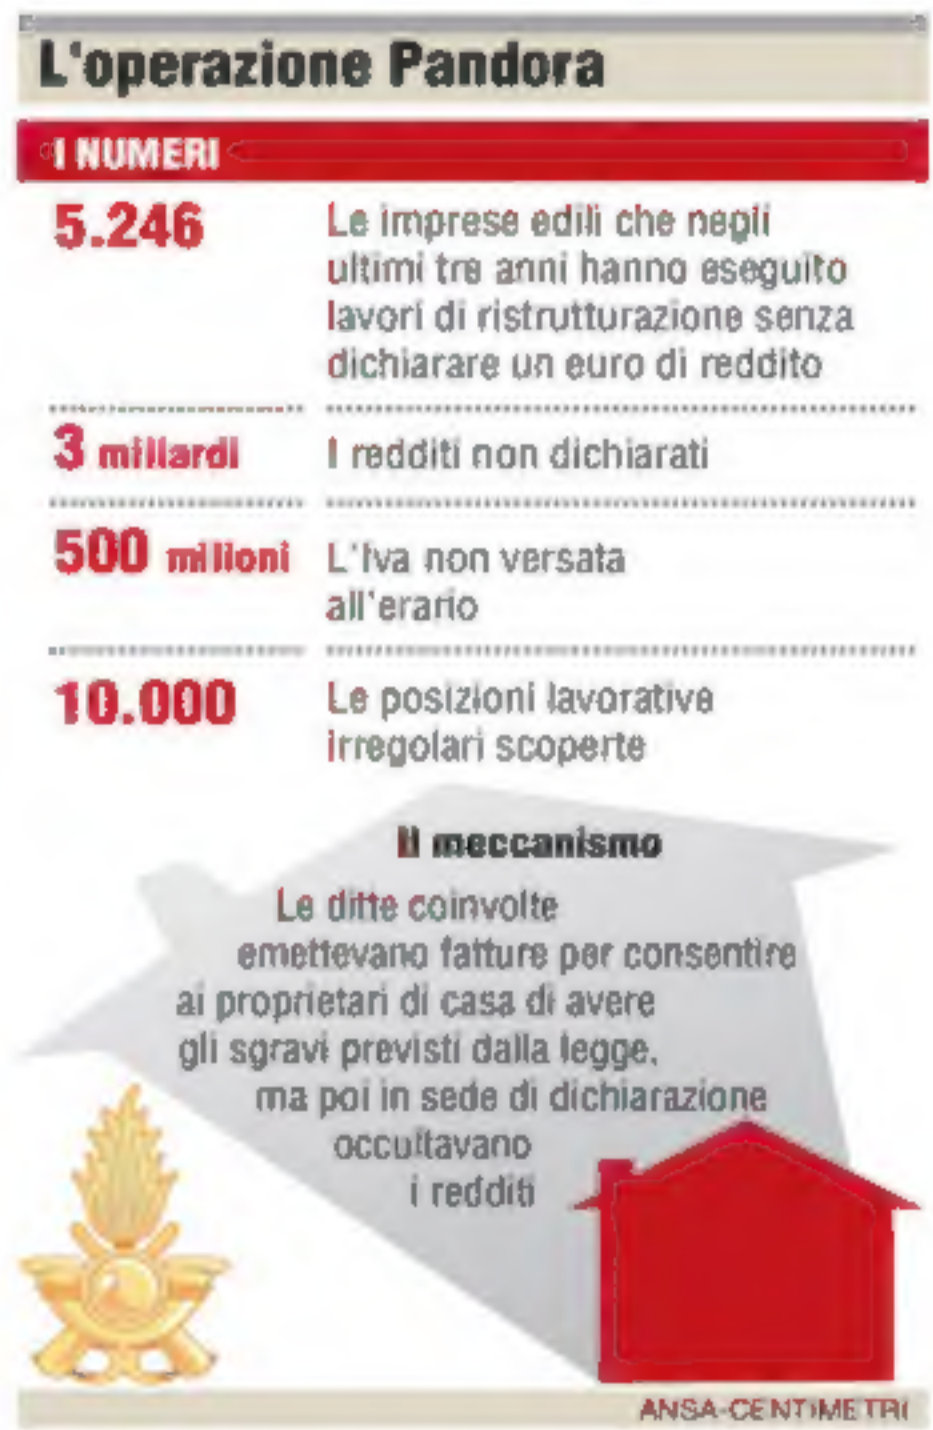 L'operazione Pandora
I NUMERI
5.246
Le imprese edili che negli
ultimi tre anni hanno eseguito
lavori di ristrutturazione senza
dichiarare un euro di reddito
3 miliardi
I redditi non dichiarati
500 milioni
L'Iva non versata
all'erario
10.000
Le posizioni lavorative
irregolari scoperte
Il meccanismo
Le ditte coinvolte
emettevano fatture per consentire
ai proprietari di casa di avere
gli sgravi previsti dalla legge,
ma poi in sede di dichiarazione
occultavano
i redditi
ANSA-CENTIMETRI